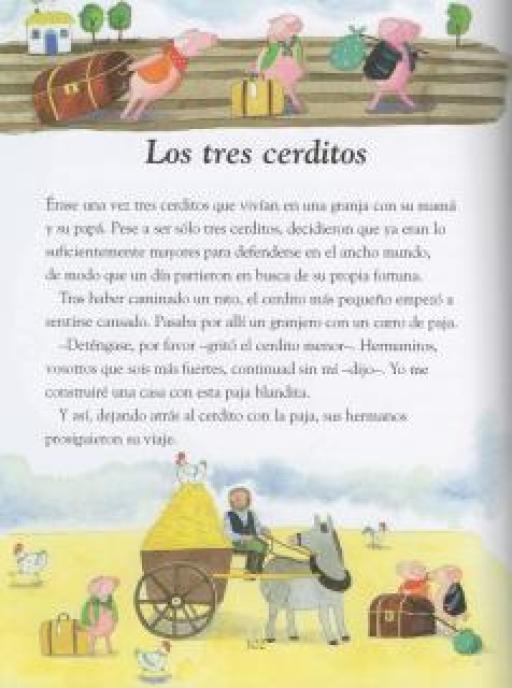 Los tres cerditos
Érase una vez tres cerditos que vivían en una granja con su mamá
y su papá. Pese a ser sólo tres cerditos, decidieron que ya eran lo
suficientemente mayores para defenderse en el ancho mundo,
de modo que un día partieron en busca de su propia fortuna.
Tras haber caminado un rato, el cerdito más pequeño empezó a
sentirse cansado. Pasaba por allí un granjero con un carro de paja.
–Deténgase, por favor –gritó el cerdito menor–. Hermanitos,
vosotros que sois más fuertes, continuad sin mí –dijo–. Yo me
construiré una casa con esta paja blandita.
Y así, dejando atrás al cerdito con la paja, sus hermanos
prosiguieron su viaje.
102